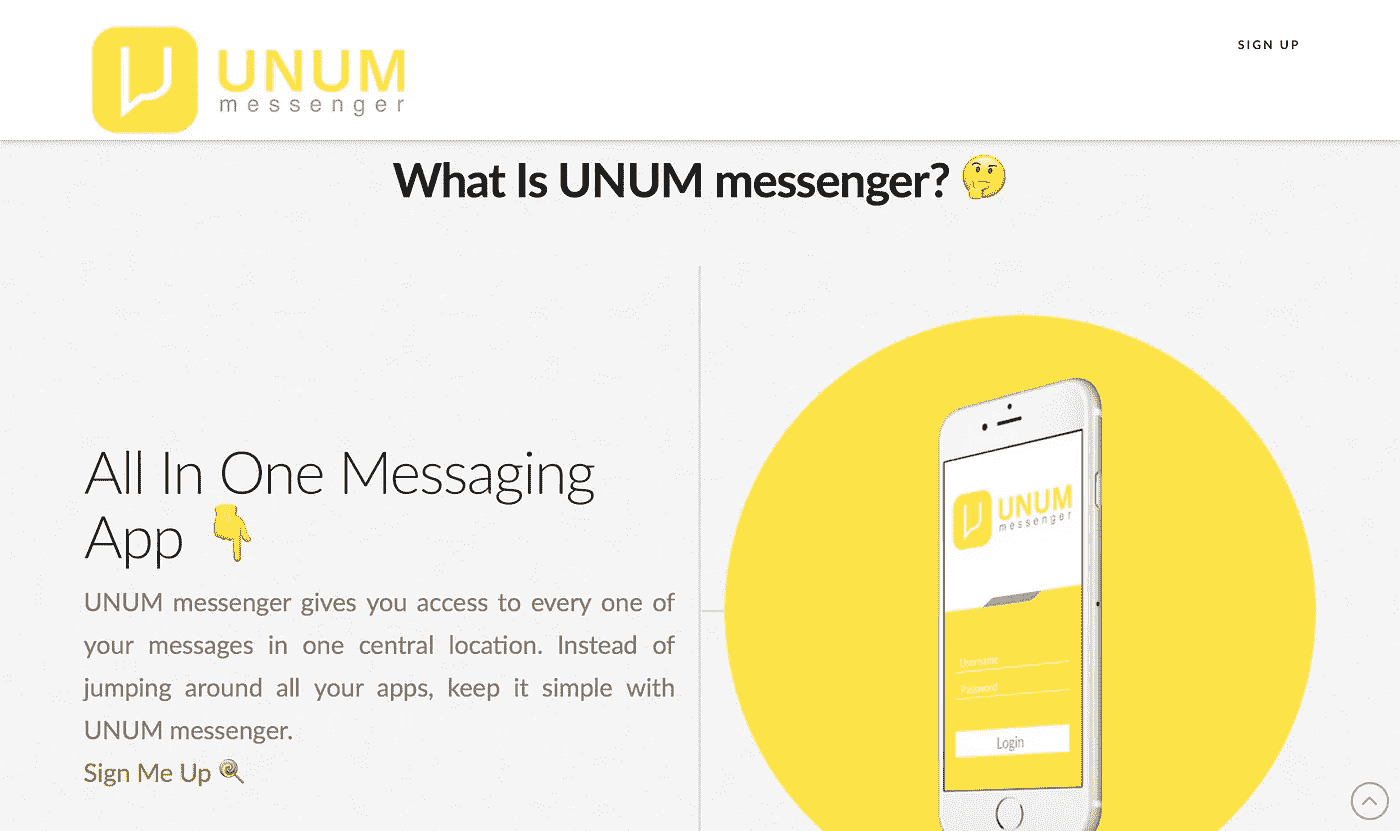 UNUM
messenger
SIGN UP
What Is UNUM messenger? 🤔
All In One Messaging
App 👇
UNUM messenger gives you access to every one of
your messages in one central location. Instead of
jumping around all your apps, keep it simple with
UNUM messenger.
Sign Me Up 🍭
UNUM
messenger
Username
Password
Login